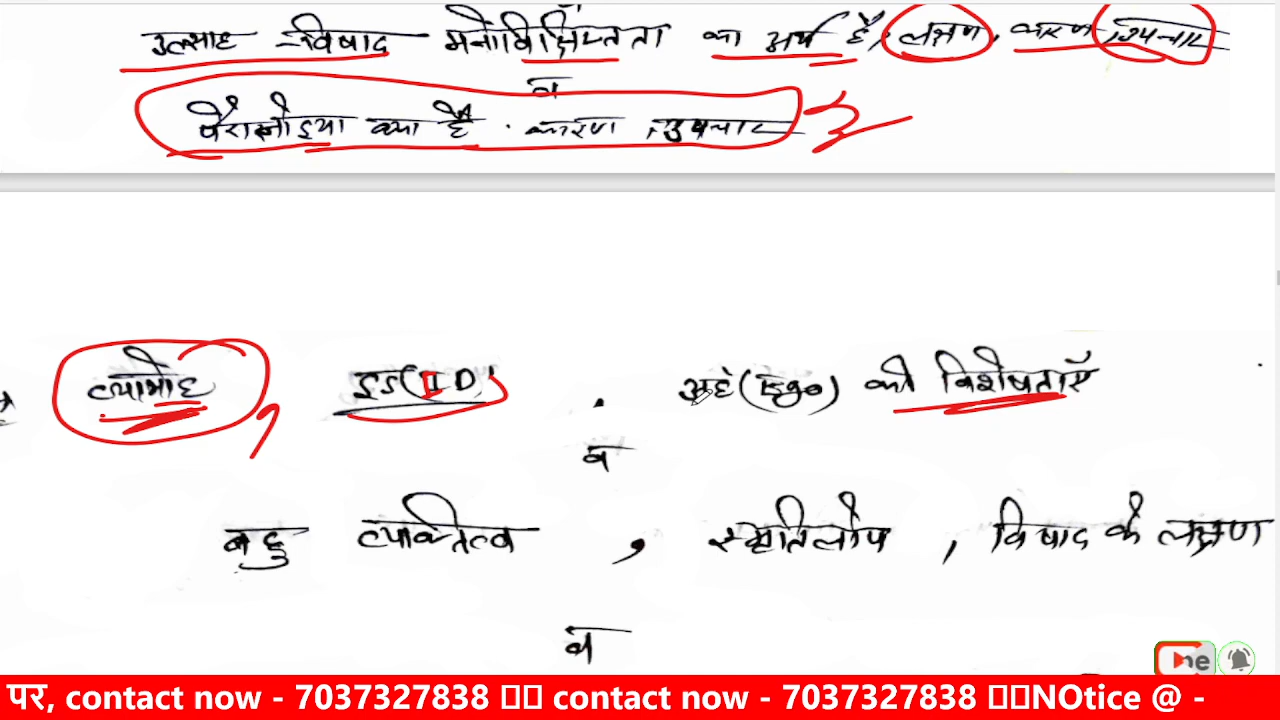 उत्साह - विषाद मनोविक्षिप्तता का अर्थ है, लक्षण, कारण, उपचार
व
पैरानोइया क्या है . कारण, उपचार
व्यामोह , इड (ID) . अहं (Ego) की विशेषताएँ
व
बहु व्यक्तित्व , स्मृतिलोप , विषाद के लक्षण
व
पर, contact now - 7037327838 contact now - 7037327838 NOtice @ -